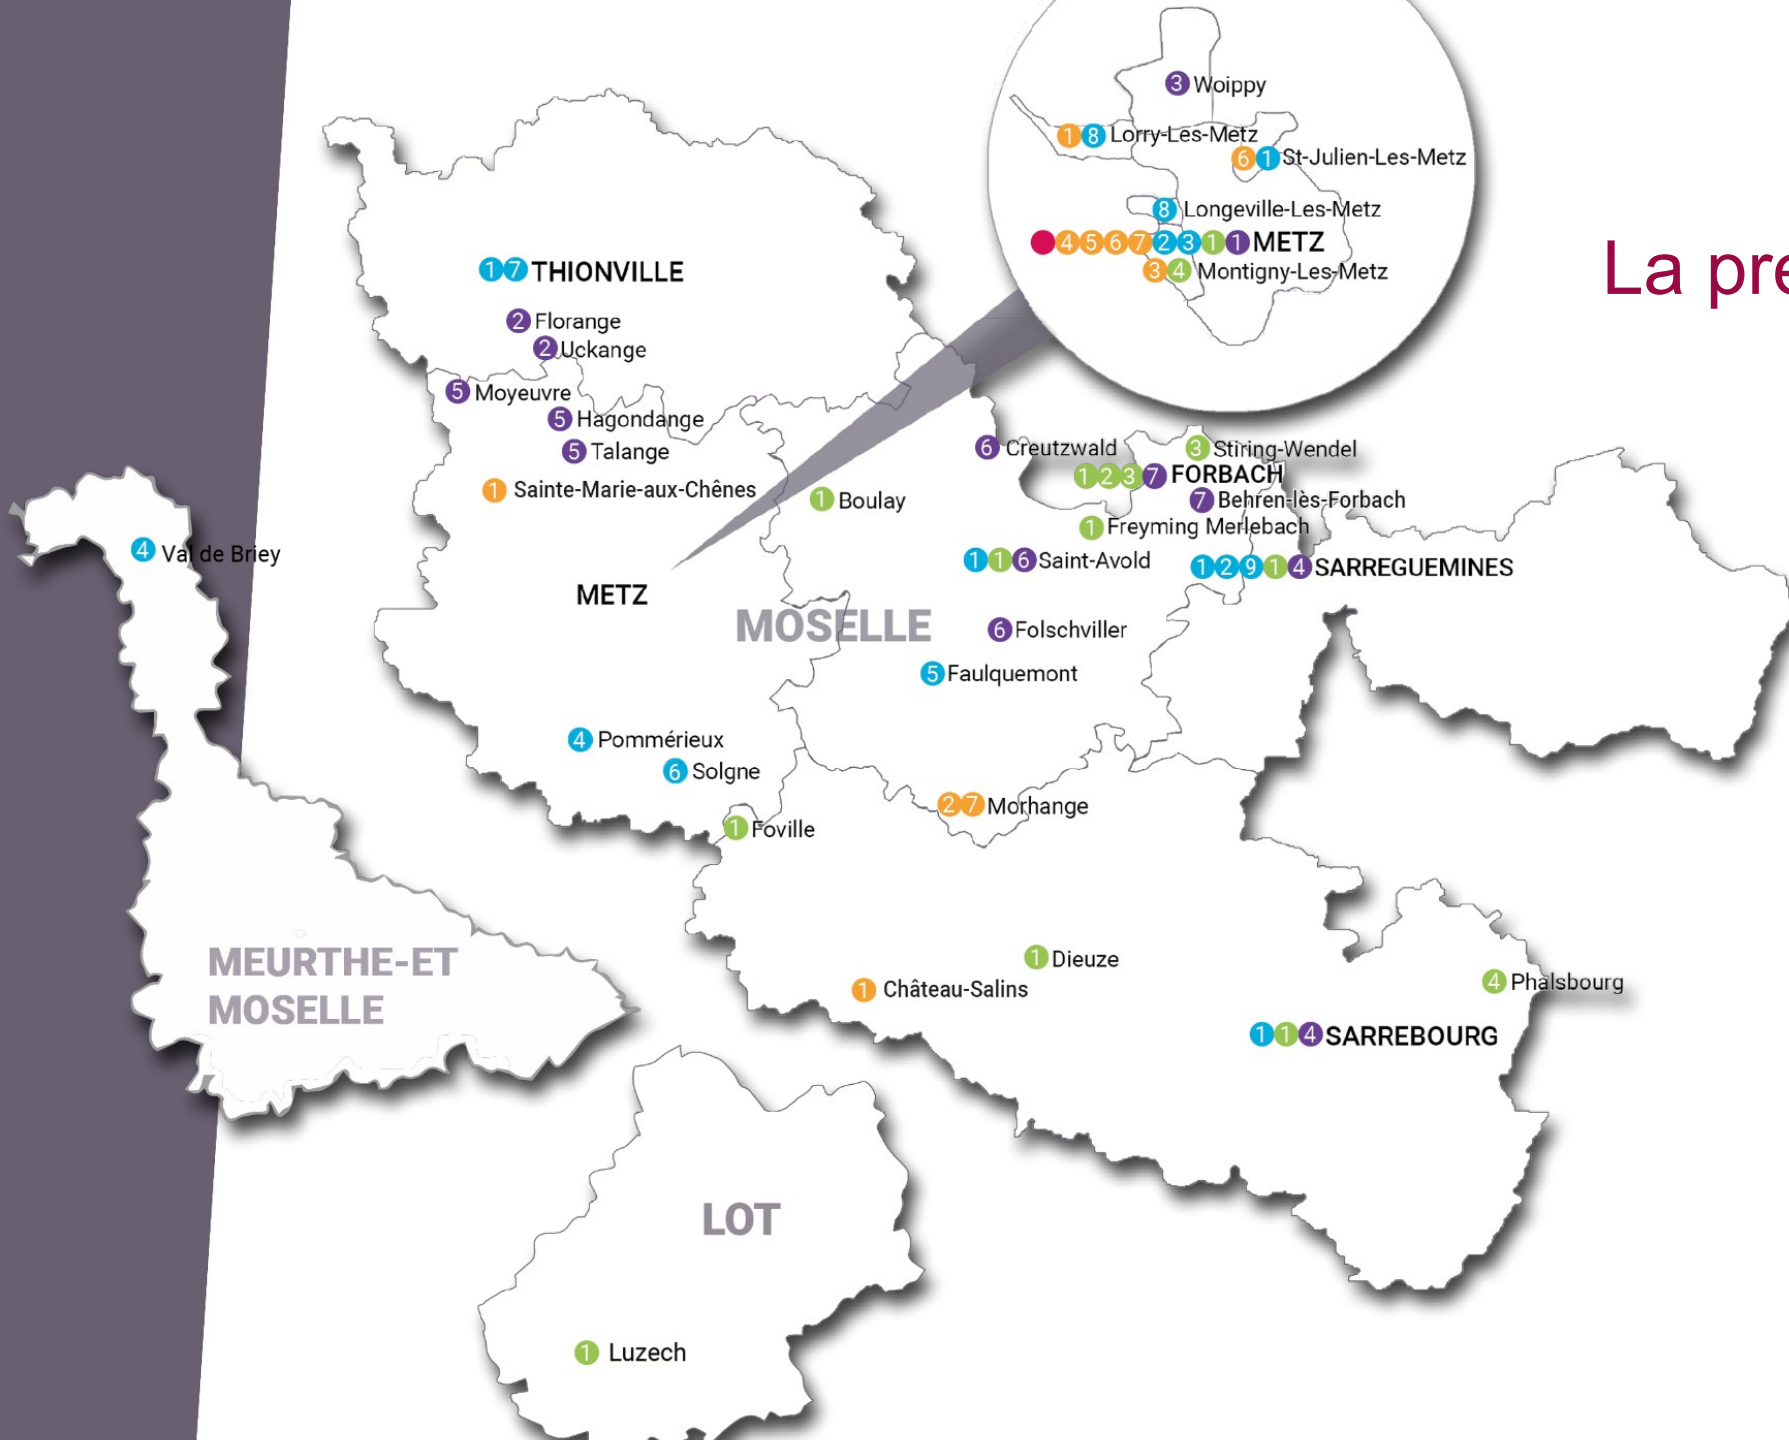 3 Woippy
1 8 Lorry-Les-Metz
6 1 St-Julien-Les-Metz
8 Longeville-Les-Metz
4 5 6 7 2 3 1 1 METZ
3 4 Montigny-Les-Metz
La pré
1 7 THIONVILLE
2 Florange
2 Uckange
5 Moyeuvre
5 Hagondange
5 Talange
1 Sainte-Marie-aux-Chênes
6 Creutzwald
3 Stiring-Wendel
1 2 3 7 FORBACH
7 Behren-lès-Forbach
1 Boulay
1 Freyming Merlebach
1 1 6 Saint-Avold
1 2 9 1 4 SARREGUEMINES
4 Val de Briey
METZ
MOSELLE
6 Folschviller
5 Faulquemont
4 Pommérieux
6 Solgne
2 7 Morhange
1 Foville
MEURTHE-ET
MOSELLE
1 Dieuze
1 Château-Salins
4 Phalsbourg
1 1 4 SARREBOURG
LOT
1 Luzech